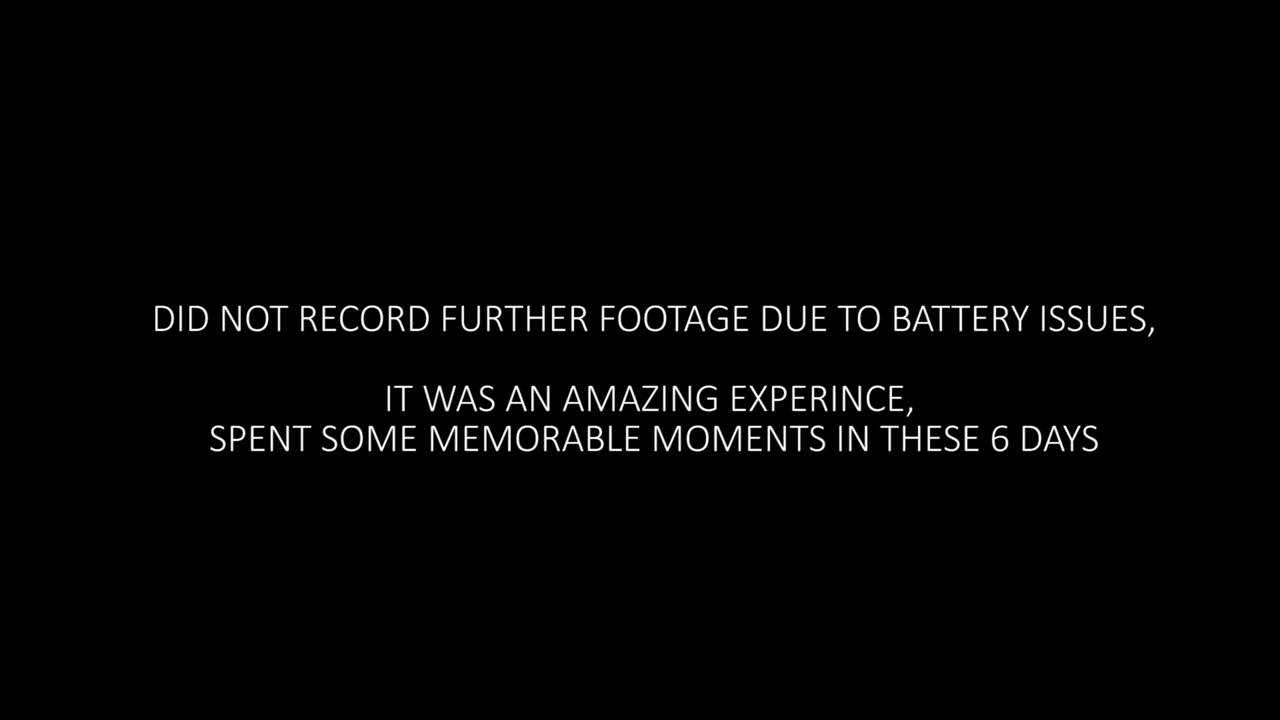 DID NOT RECORD FURTHER FOOTAGE DUE TO BATTERY ISSUES,
IT WAS AN AMAZING EXPERINCE,
SPENT SOME MEMORABLE MOMENTS IN THESE 6 DAYS